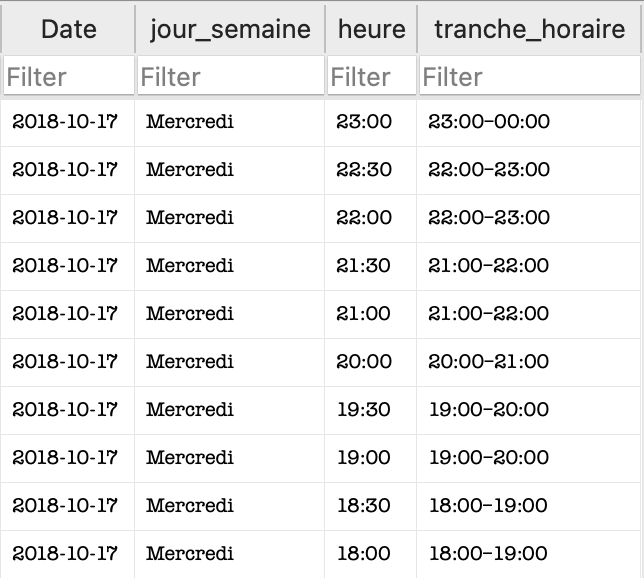 Date jour_semaine heure tranche_horaire
Filter Filter Filter Filter
2018-10-17 Mercredi 23:00 23:00-00:00
2018-10-17 Mercredi 22:30 22:00-23:00
2018-10-17 Mercredi 22:00 22:00-23:00
2018-10-17 Mercredi 21:30 21:00-22:00
2018-10-17 Mercredi 21:00 21:00-22:00
2018-10-17 Mercredi 20:00 20:00-21:00
2018-10-17 Mercredi 19:30 19:00-20:00
2018-10-17 Mercredi 19:00 19:00-20:00
2018-10-17 Mercredi 18:30 18:00-19:00
2018-10-17 Mercredi 18:00 18:00-19:00